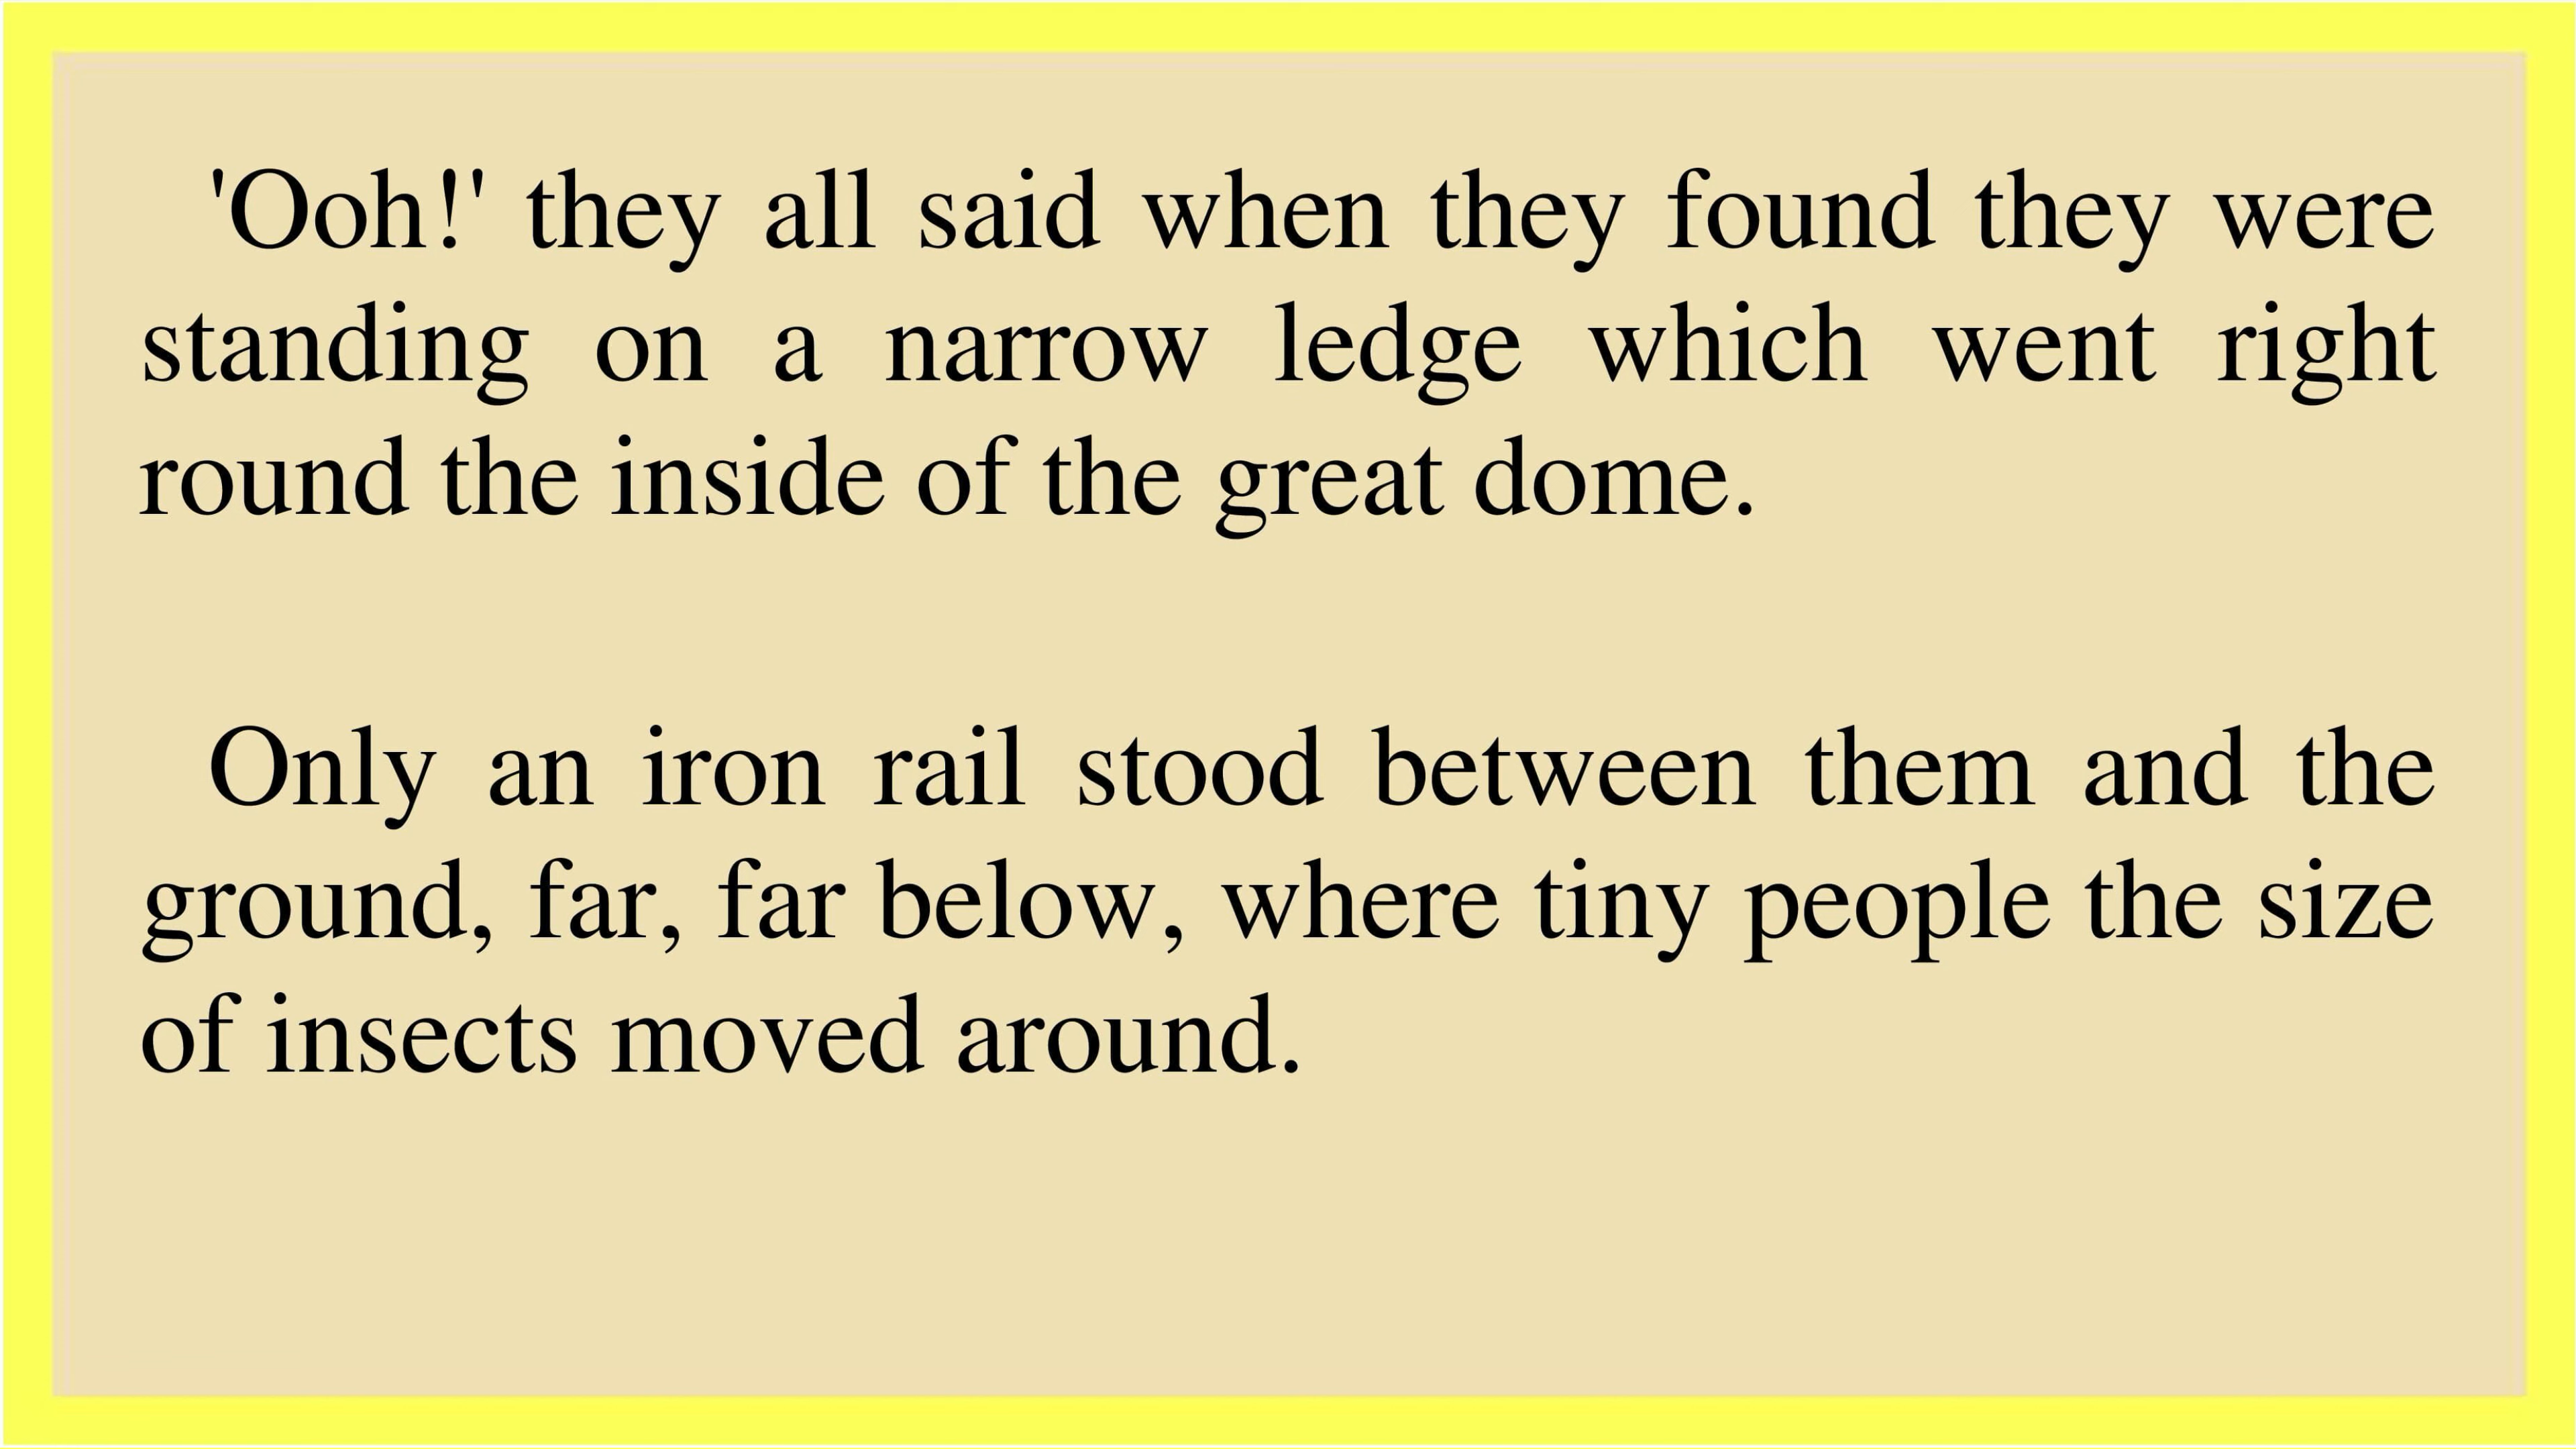 'Ooh!' they all said when they found they were
standing on a narrow ledge which went right
round the inside of the great dome.
Only an iron rail stood between them and the
ground, far, far below, where tiny people the size
of insects moved around.